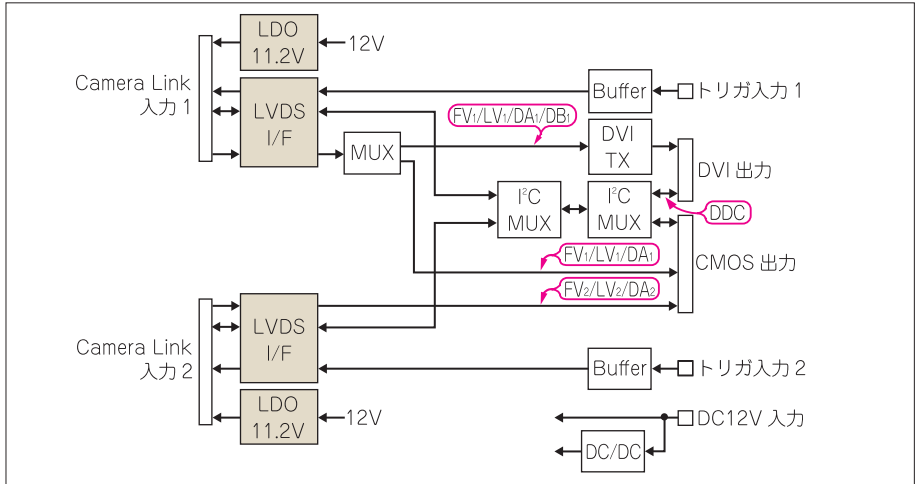 LDO
11.2V
12V
Camera Link
入力1
LVDS
I/F
Buffer
トリガ入力1
FV1/LV1/DA1/DB1
MUX
DVI
TX
DVI 出力
I²C
MUX
I²C
MUX
DDC
FV1/LV1/DA1
CMOS 出力
FV2/LV2/DA2
Camera Link
入力2
LVDS
I/F
Buffer
トリガ入力2
LDO
11.2V
12V
DC12V 入力
DC/DC